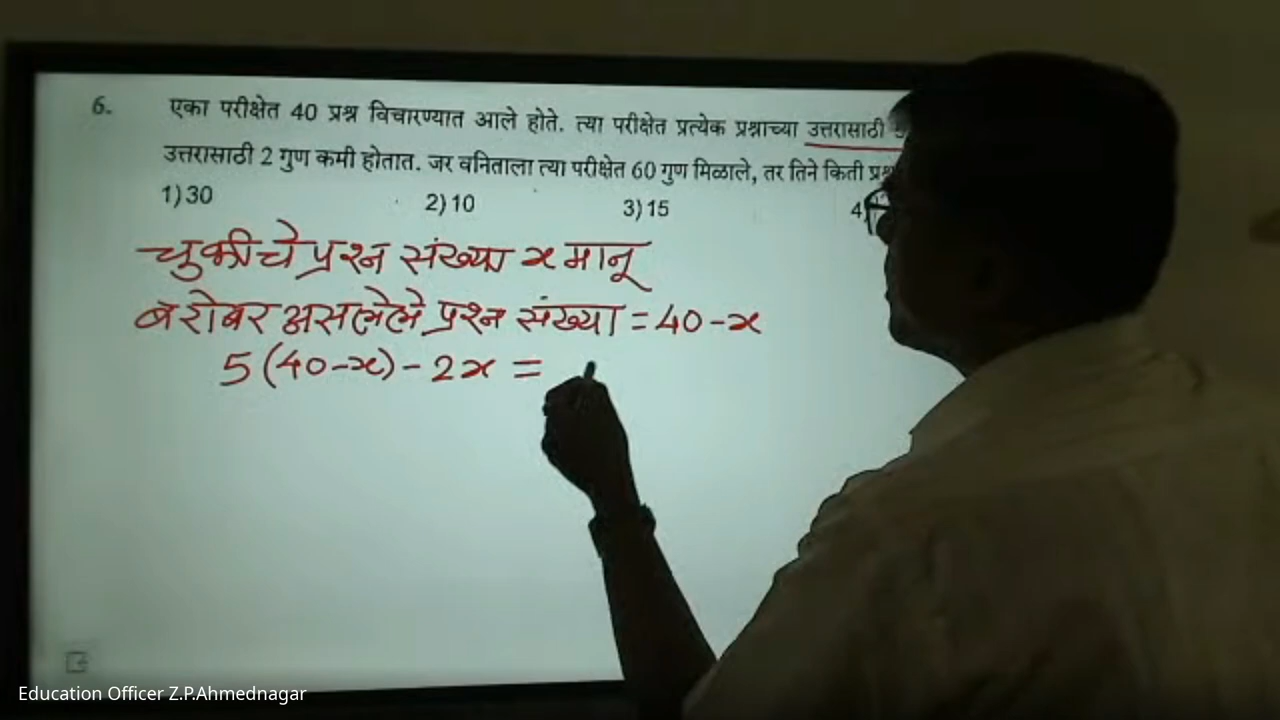 6. एका परीक्षेत 40 प्रश्न विचारण्यात आले होते. त्या परीक्षेत प्रत्येक प्रश्नाच्या उत्तरासाठी
उत्तरासाठी 2 गुण कमी होतात. जर वनिताला त्या परीक्षेत 60 गुण मिळाले, तर तिने किती
1) 30 2) 10 3) 15 4)
चुकीचे प्रश्न संख्या x मानू
बरोबर असलेले प्रश्न संख्या = 40 - x
5(40-x) - 2x =
Education Officer Z.P.Ahmednagar